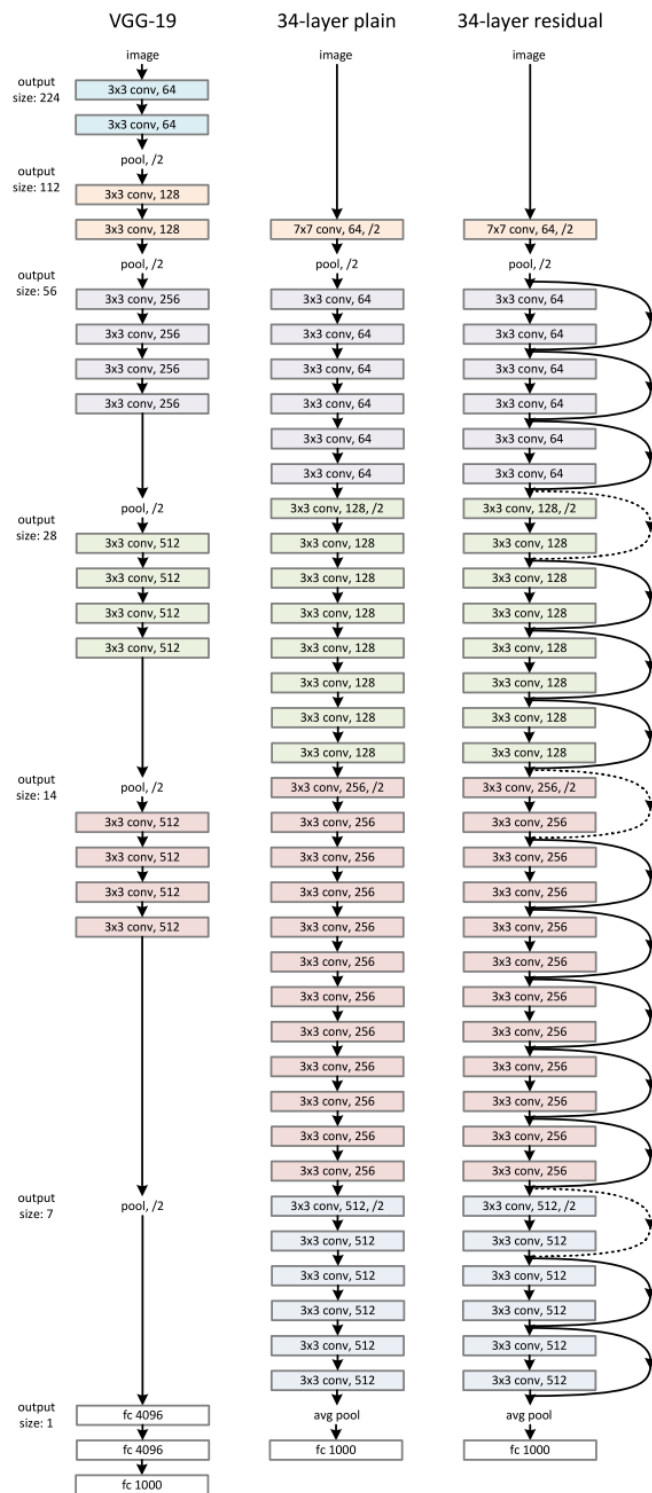 output
size: 224
output
size: 112
output
size: 56
output
size: 28
output
size: 14
output
size: 7
output
size: 1
VGG-19
image
3x3 conv, 64
3x3 conv, 64
pool, /2
3x3 conv, 128
3x3 conv, 128
pool, /2
3x3 conv, 256
3x3 conv, 256
3x3 conv, 256
3x3 conv, 256
pool, /2
3x3 conv, 512
3x3 conv, 512
3x3 conv, 512
3x3 conv, 512
pool, /2
3x3 conv, 512
3x3 conv, 512
3x3 conv, 512
3x3 conv, 512
pool, /2
fc 4096
fc 4096
fc 1000
34-layer plain
image
7x7 conv, 64, /2
pool, /2
3x3 conv, 64
3x3 conv, 64
3x3 conv, 64
3x3 conv, 64
3x3 conv, 64
3x3 conv, 64
3x3 conv, 128, /2
3x3 conv, 128
3x3 conv, 128
3x3 conv, 128
3x3 conv, 128
3x3 conv, 128
3x3 conv, 128
3x3 conv, 128
3x3 conv, 256, /2
3x3 conv, 256
3x3 conv, 256
3x3 conv, 256
3x3 conv, 256
3x3 conv, 256
3x3 conv, 256
3x3 conv, 256
3x3 conv, 256
3x3 conv, 256
3x3 conv, 256
3x3 conv, 256
3x3 conv, 512, /2
3x3 conv, 512
3x3 conv, 512
3x3 conv, 512
3x3 conv, 512
3x3 conv, 512
avg pool
fc 1000
34-layer residual
image
7x7 conv, 64, /2
pool, /2
3x3 conv, 64
3x3 conv, 64
3x3 conv, 64
3x3 conv, 64
3x3 conv, 64
3x3 conv, 64
3x3 conv, 128, /2
3x3 conv, 128
3x3 conv, 128
3x3 conv, 128
3x3 conv, 128
3x3 conv, 128
3x3 conv, 128
3x3 conv, 128
3x3 conv, 256, /2
3x3 conv, 256
3x3 conv, 256
3x3 conv, 256
3x3 conv, 256
3x3 conv, 256
3x3 conv, 256
3x3 conv, 256
3x3 conv, 256
3x3 conv, 256
3x3 conv, 256
3x3 conv, 256
3x3 conv, 512, /2
3x3 conv, 512
3x3 conv, 512
3x3 conv, 512
3x3 conv, 512
3x3 conv, 512
avg pool
fc 1000